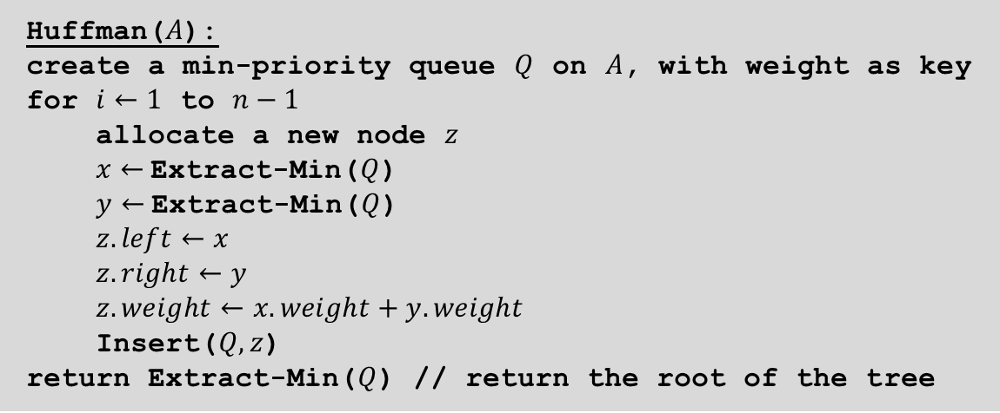 Huffman(A):
create a min-priority queue Q on A, with weight as key
for i ← 1 to n − 1
allocate a new node z
x ← Extract-Min(Q)
y ← Extract-Min(Q)
z.left ← x
z.right ← y
z.weight ← x.weight + y.weight
Insert(Q,z)
return Extract-Min(Q) // return the root of the tree